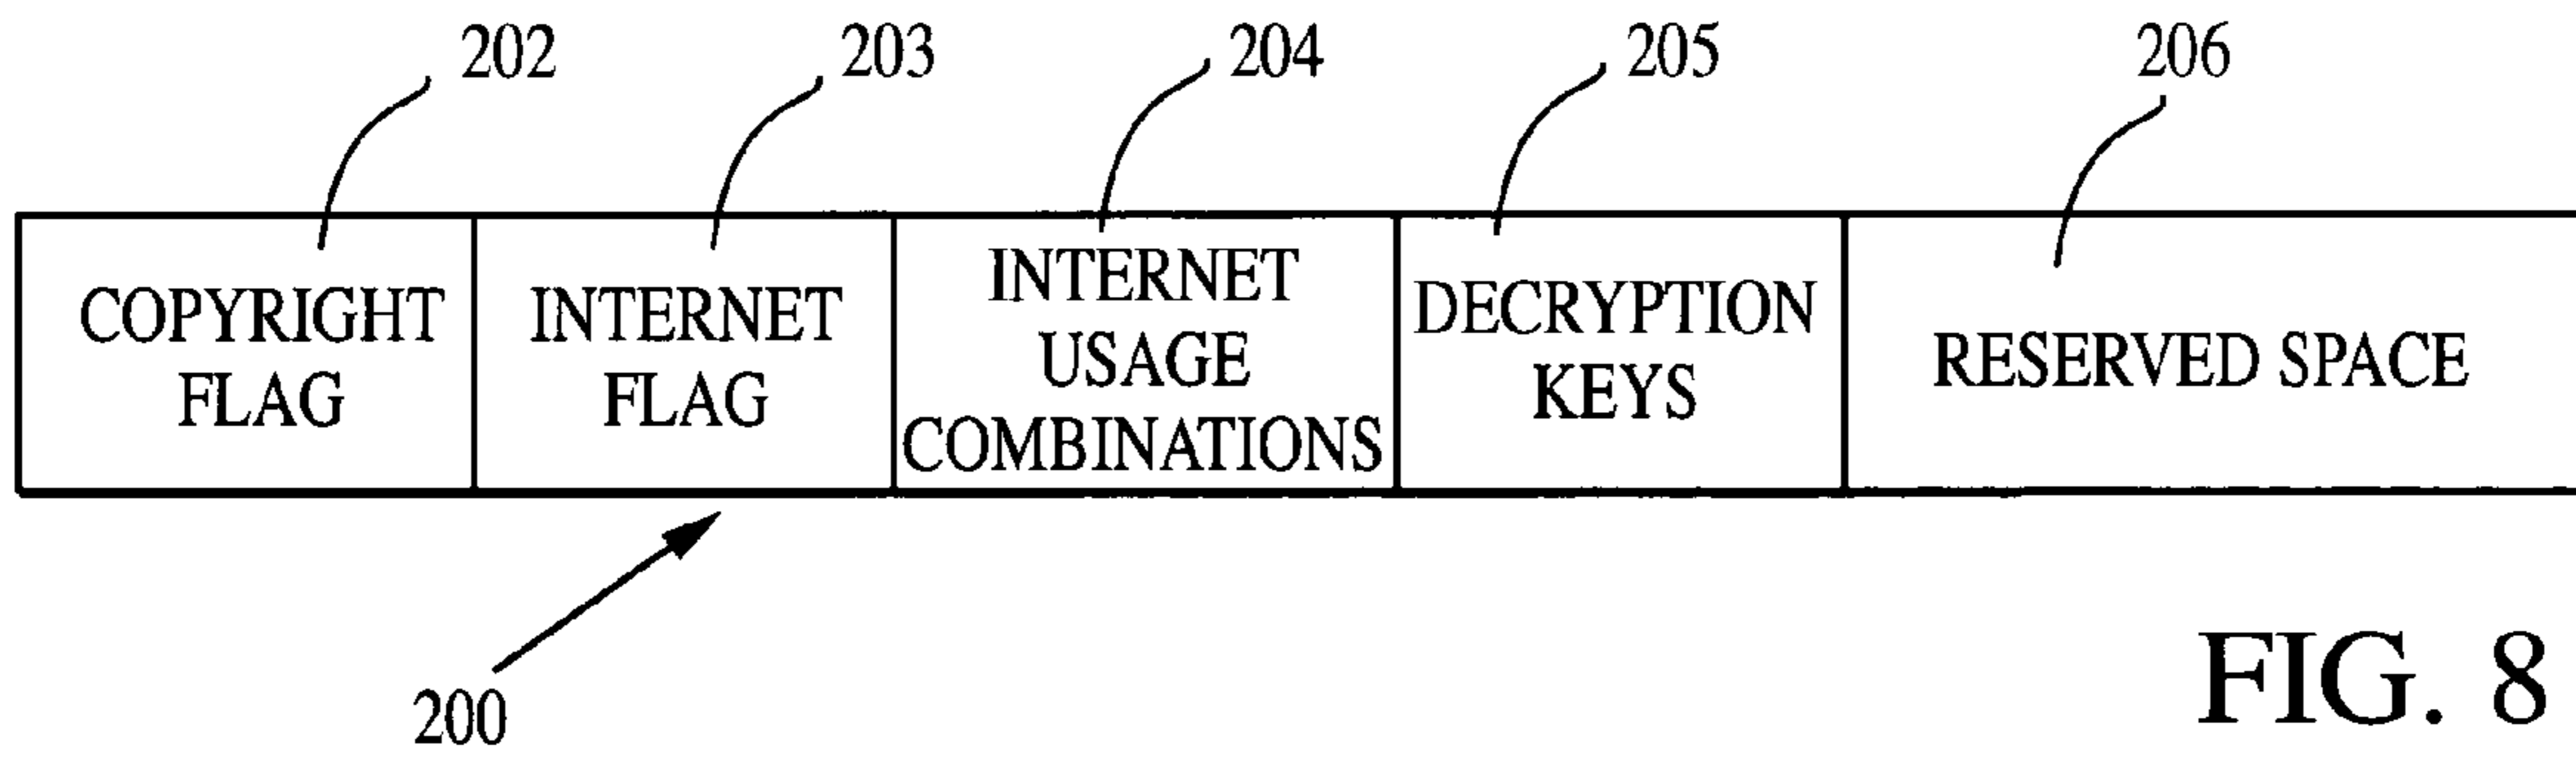 202
203
204
205
206
COPYRIGHT
FLAG
INTERNET
FLAG
INTERNET
USAGE
COMBINATIONS
DECRYPTION
KEYS
RESERVED SPACE
200
FIG. 8